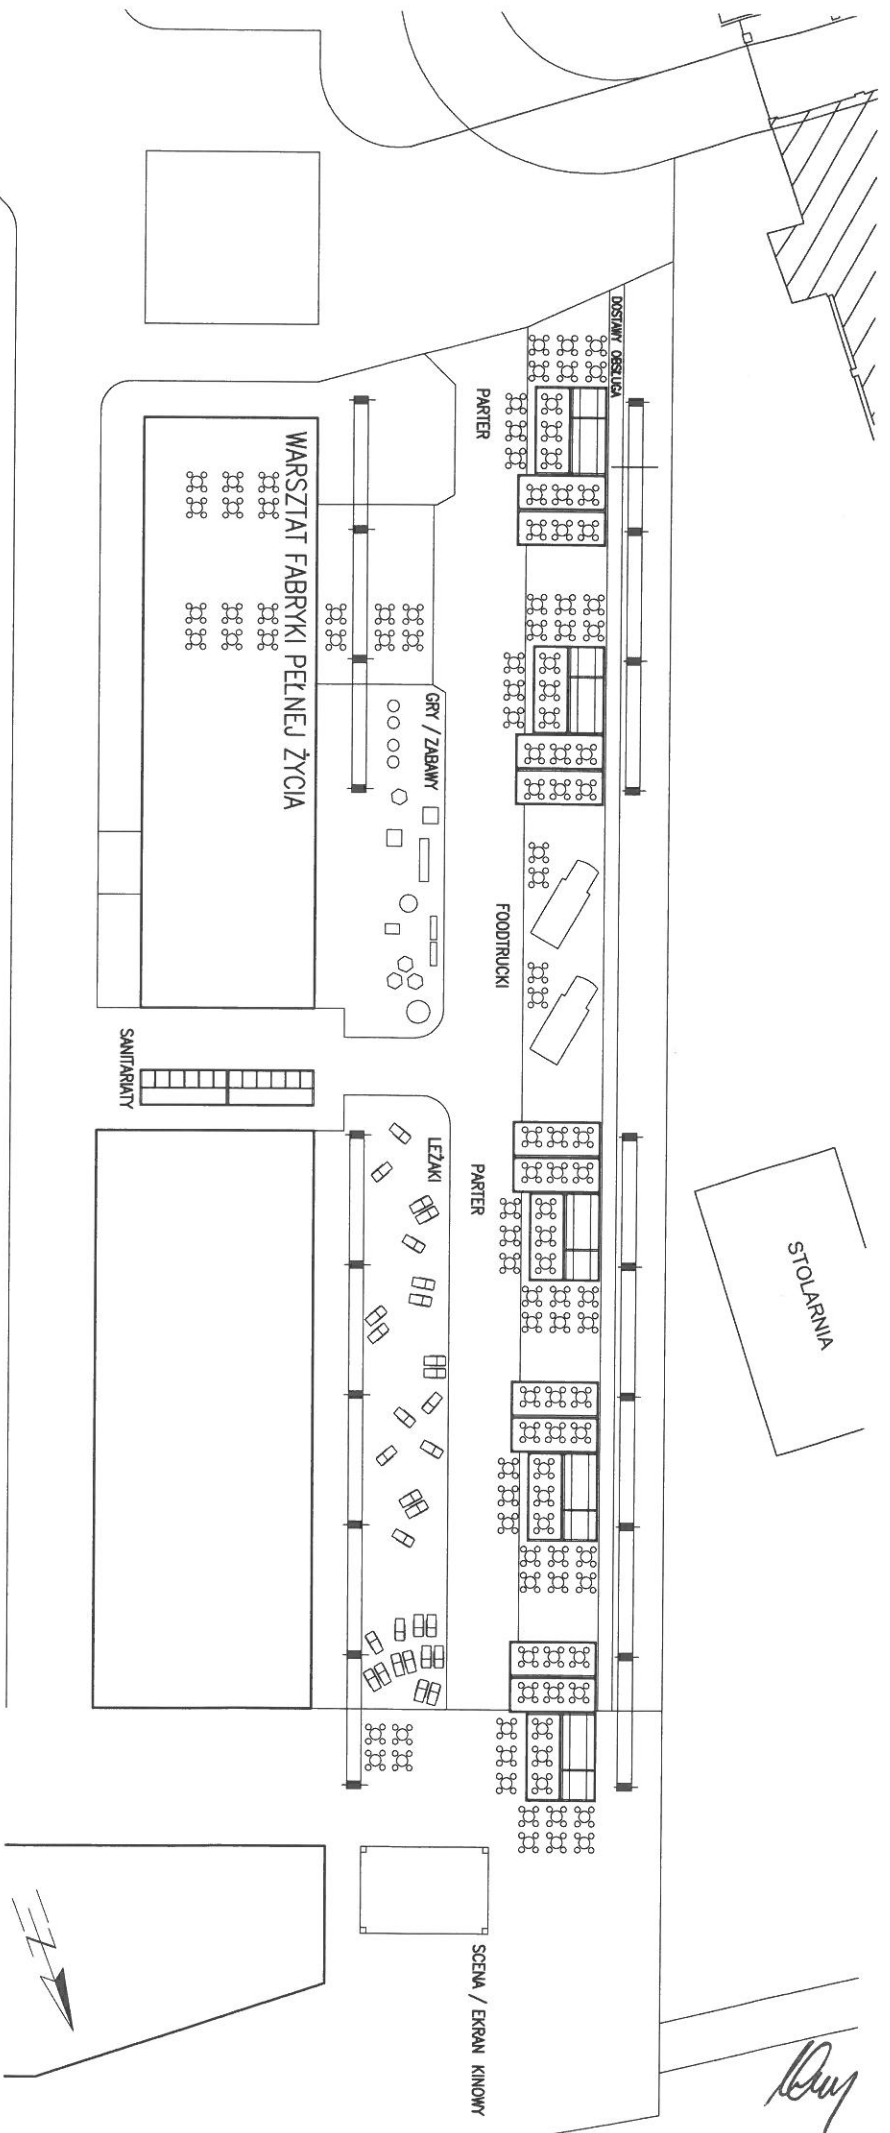 DOSTAWY OBSŁUGA
PARTER
WARSZTAT FABRYKI PEŁNEJ ŻYCIA
GRY / ZABAWY
FOODTRUCKI
SANITARIATY
LEŻAKI
PARTER
STOLARNIA
SCENA / EKRAN KINOWY
N